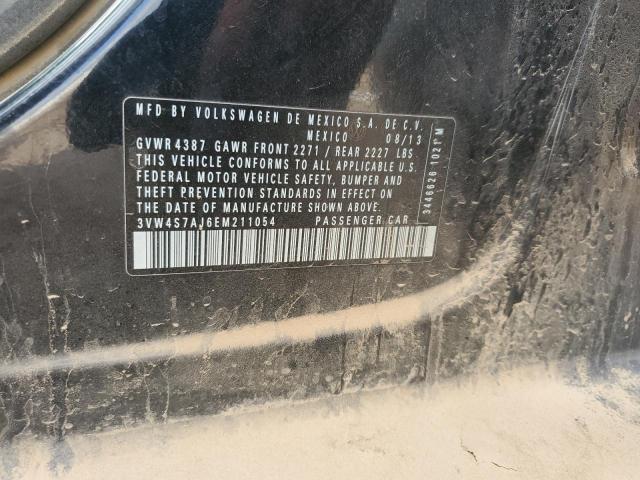 MFD BY VOLKSWAGEN DE MEXICO S.A. DE C.V.
MEXICO 08/13
GVWR 4387 GAWR FRONT 2271 / REAR 2227 LBS
THIS VEHICLE CONFORMS TO ALL APPLICABLE U.S.
FEDERAL MOTOR VEHICLE SAFETY, BUMPER AND
THEFT PREVENTION STANDARDS IN EFFECT ON
THE DATE OF MANUFACTURE SHOWN ABOVE.
3VW4S7AJ6EM211054 PASSENGER CAR
3446626 1021 M